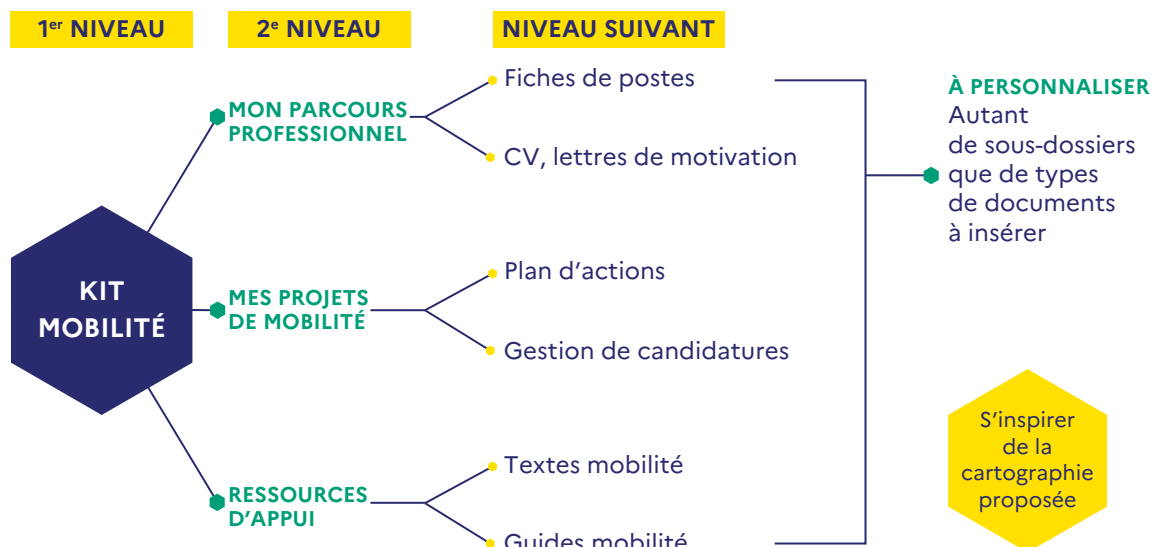 1er NIVEAU
2e NIVEAU
NIVEAU SUIVANT
KIT
MOBILITÉ
MON PARCOURS
PROFESSIONNEL
Fiches de postes
CV, lettres de motivation
MES PROJETS
DE MOBILITÉ
Plan d’actions
Gestion de candidatures
RESSOURCES
D’APPUI
Textes mobilité
Guides mobilité
À PERSONNALISER
Autant
de sous-dossiers
que de types
de documents
à insérer
S’inspirer
de la
cartographie
proposée